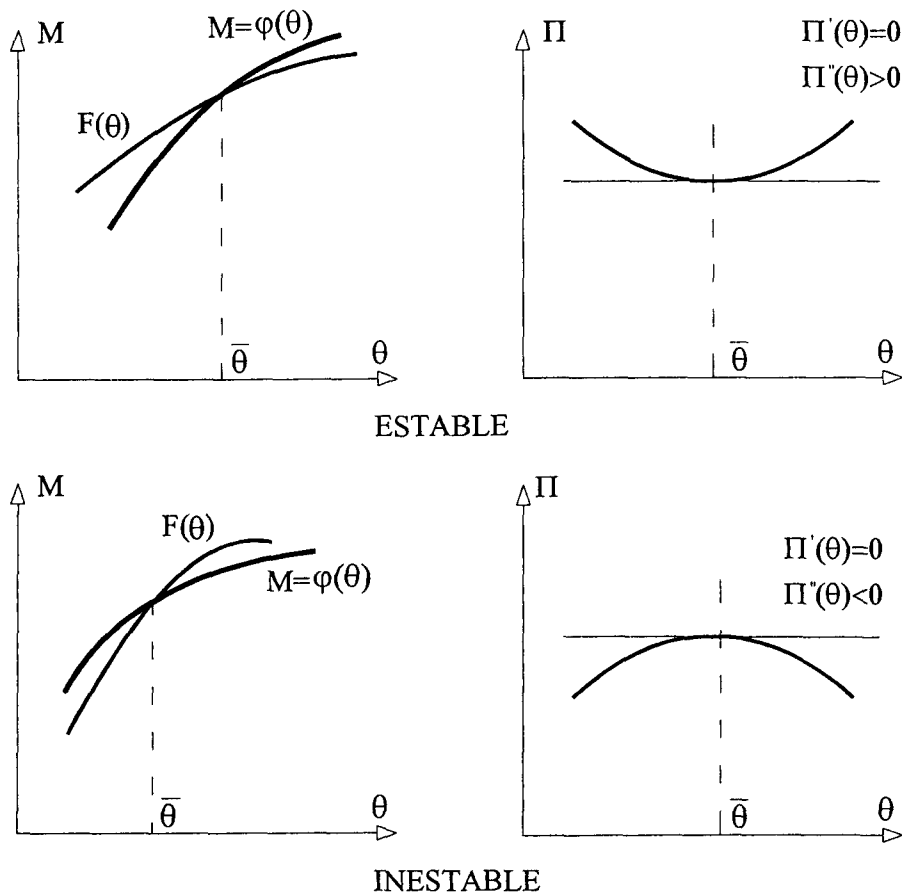 M
M=φ(θ)
F(θ)
θ̅
θ
Π
Π'(θ)=0
Π"(θ)>0
θ̅
θ
ESTABLE
M
F(θ)
M=φ(θ)
θ̅
θ
Π
Π'(θ)=0
Π"(θ)<0
θ̅
θ
INESTABLE